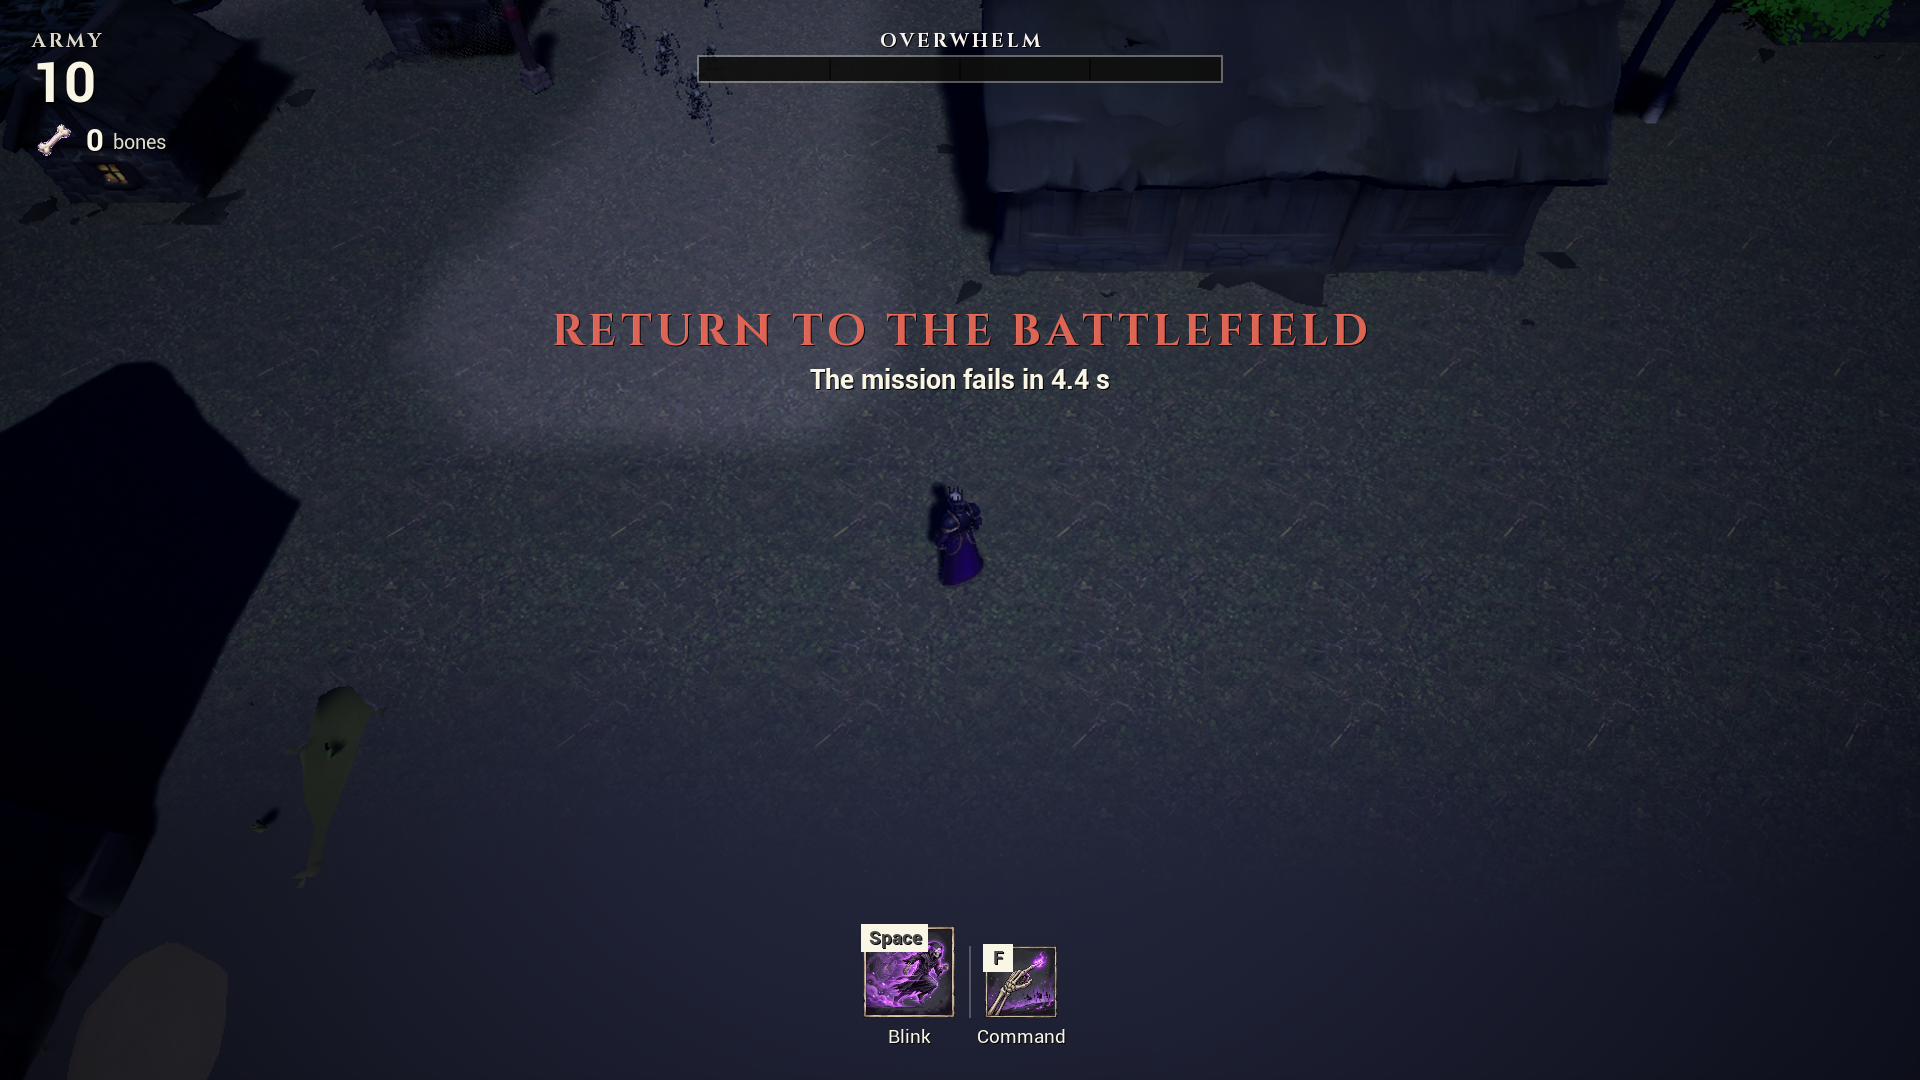 ARMY
10
0 bones
OVERWHELM
RETURN TO THE BATTLEFIELD
The mission fails in 4.4 s
Space
Blink
F
Command